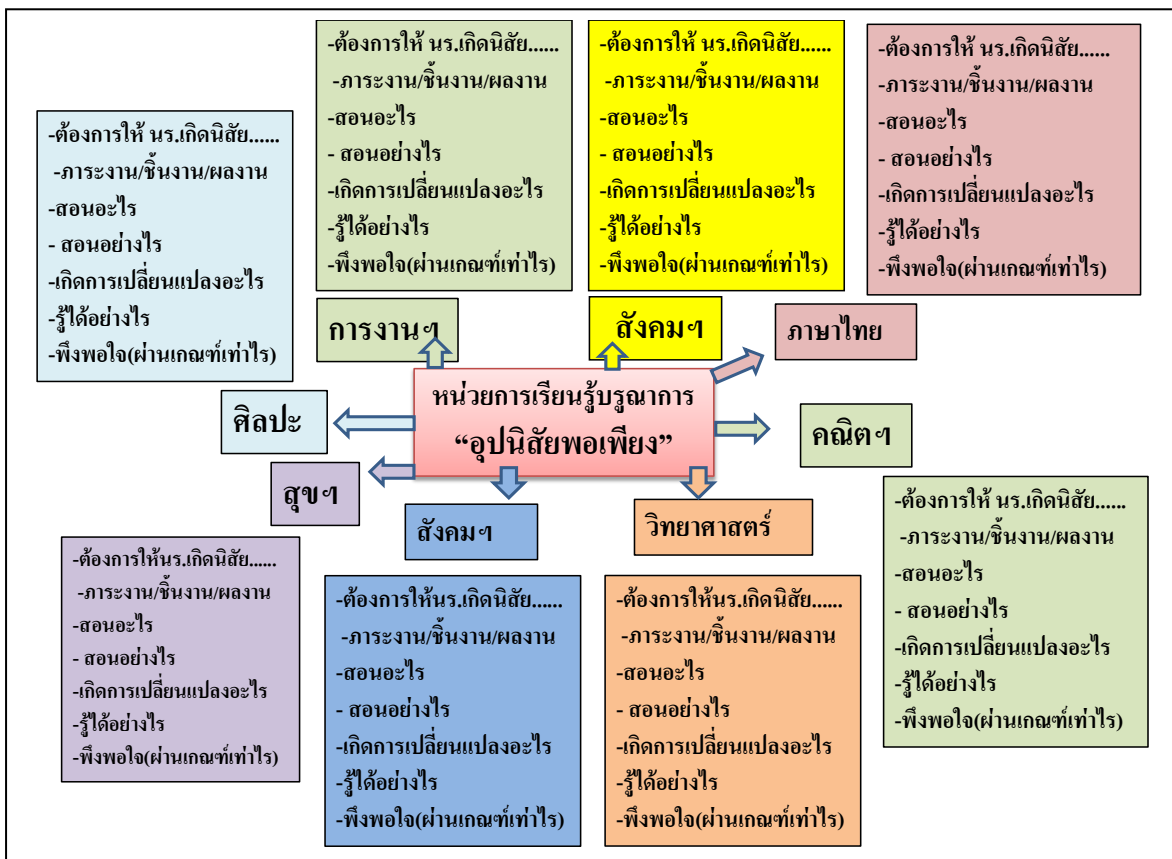 -ต้องการให้ นร.เกิดนิสัย......
-ภาระงาน/ชิ้นงาน/ผลงาน
-สอนอะไร
- สอนอย่างไร
-เกิดการเปลี่ยนแปลงอะไร
-รู้ได้อย่างไร
-พึงพอใจ(ผ่านเกณฑ์เท่าไร)
ศิลปะ
-ต้องการให้ นร.เกิดนิสัย......
-ภาระงาน/ชิ้นงาน/ผลงาน
-สอนอะไร
- สอนอย่างไร
-เกิดการเปลี่ยนแปลงอะไร
-รู้ได้อย่างไร
-พึงพอใจ(ผ่านเกณฑ์เท่าไร)
การงานฯ
-ต้องการให้ นร.เกิดนิสัย......
-ภาระงาน/ชิ้นงาน/ผลงาน
-สอนอะไร
- สอนอย่างไร
-เกิดการเปลี่ยนแปลงอะไร
-รู้ได้อย่างไร
-พึงพอใจ(ผ่านเกณฑ์เท่าไร)
สังคมฯ
-ต้องการให้ นร.เกิดนิสัย......
-ภาระงาน/ชิ้นงาน/ผลงาน
-สอนอะไร
- สอนอย่างไร
-เกิดการเปลี่ยนแปลงอะไร
-รู้ได้อย่างไร
-พึงพอใจ(ผ่านเกณฑ์เท่าไร)
ภาษาไทย
หน่วยการเรียนรู้บรูณาการ
“อุปนิสัยพอเพียง”
คณิตฯ
-ต้องการให้ นร.เกิดนิสัย......
-ภาระงาน/ชิ้นงาน/ผลงาน
-สอนอะไร
- สอนอย่างไร
-เกิดการเปลี่ยนแปลงอะไร
-รู้ได้อย่างไร
-พึงพอใจ(ผ่านเกณฑ์เท่าไร)
สุขฯ
-ต้องการให้นร.เกิดนิสัย......
-ภาระงาน/ชิ้นงาน/ผลงาน
-สอนอะไร
- สอนอย่างไร
-เกิดการเปลี่ยนแปลงอะไร
-รู้ได้อย่างไร
-พึงพอใจ(ผ่านเกณฑ์เท่าไร)
สังคมฯ
-ต้องการให้นร.เกิดนิสัย......
-ภาระงาน/ชิ้นงาน/ผลงาน
-สอนอะไร
- สอนอย่างไร
-เกิดการเปลี่ยนแปลงอะไร
-รู้ได้อย่างไร
-พึงพอใจ(ผ่านเกณฑ์เท่าไร)
วิทยาศาสตร์
-ต้องการให้นร.เกิดนิสัย......
-ภาระงาน/ชิ้นงาน/ผลงาน
-สอนอะไร
- สอนอย่างไร
-เกิดการเปลี่ยนแปลงอะไร
-รู้ได้อย่างไร
-พึงพอใจ(ผ่านเกณฑ์เท่าไร)